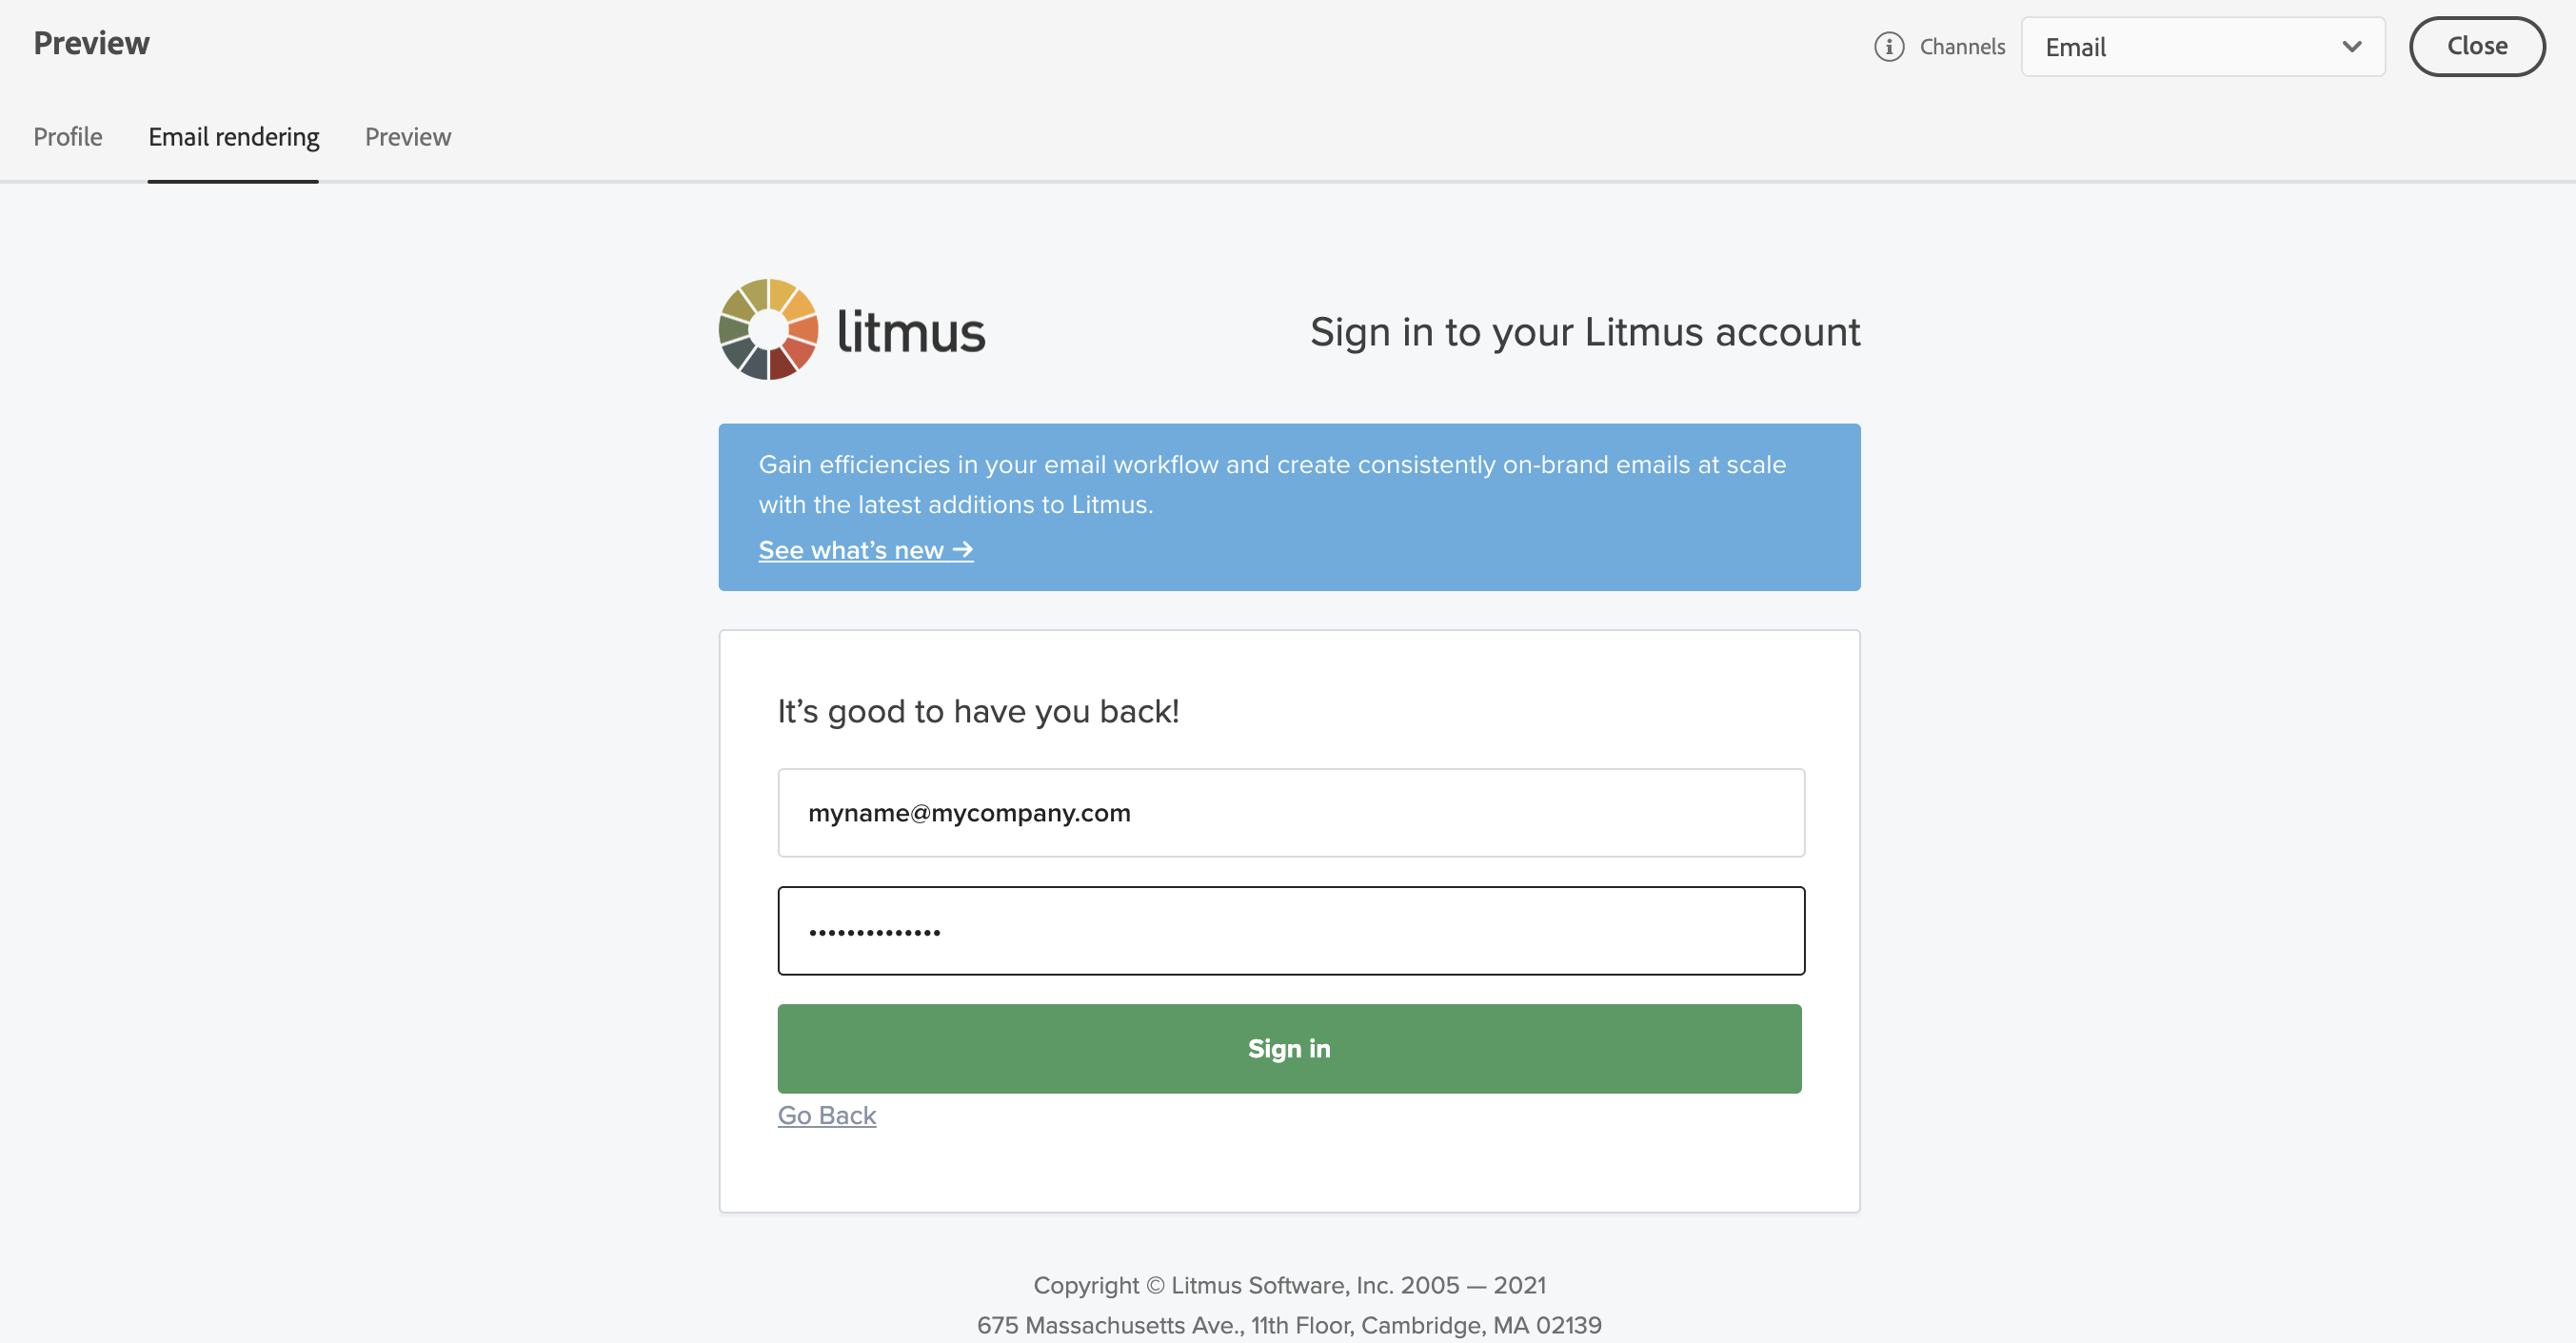 Preview
Channels
Email
Close
Profile
Email rendering
Preview
litmus
Sign in to your Litmus account
Gain efficiencies in your email workflow and create consistently on-brand emails at scale
with the latest additions to Litmus.
See what’s new →
It’s good to have you back!
myname@mycompany.com
••••••••••••••
Sign in
Go Back
Copyright © Litmus Software, Inc. 2005 — 2021
675 Massachusetts Ave., 11th Floor, Cambridge, MA 02139